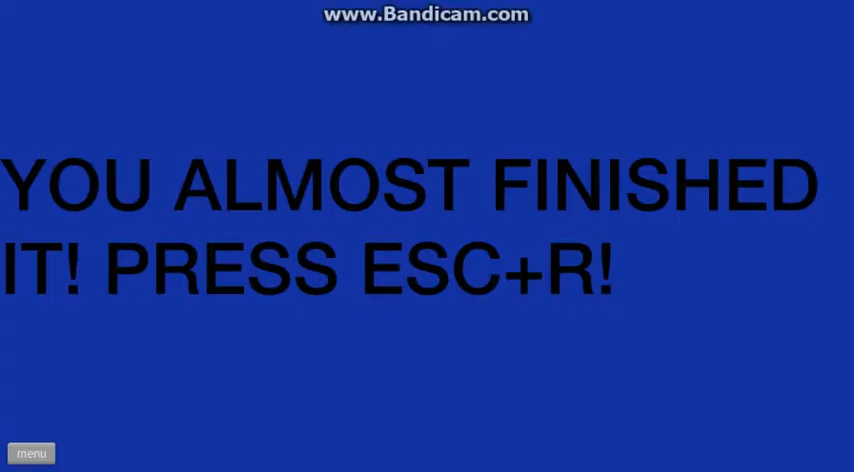 www.Bandicam.com
YOU ALMOST FINISHED
IT! PRESS ESC+R!
menu